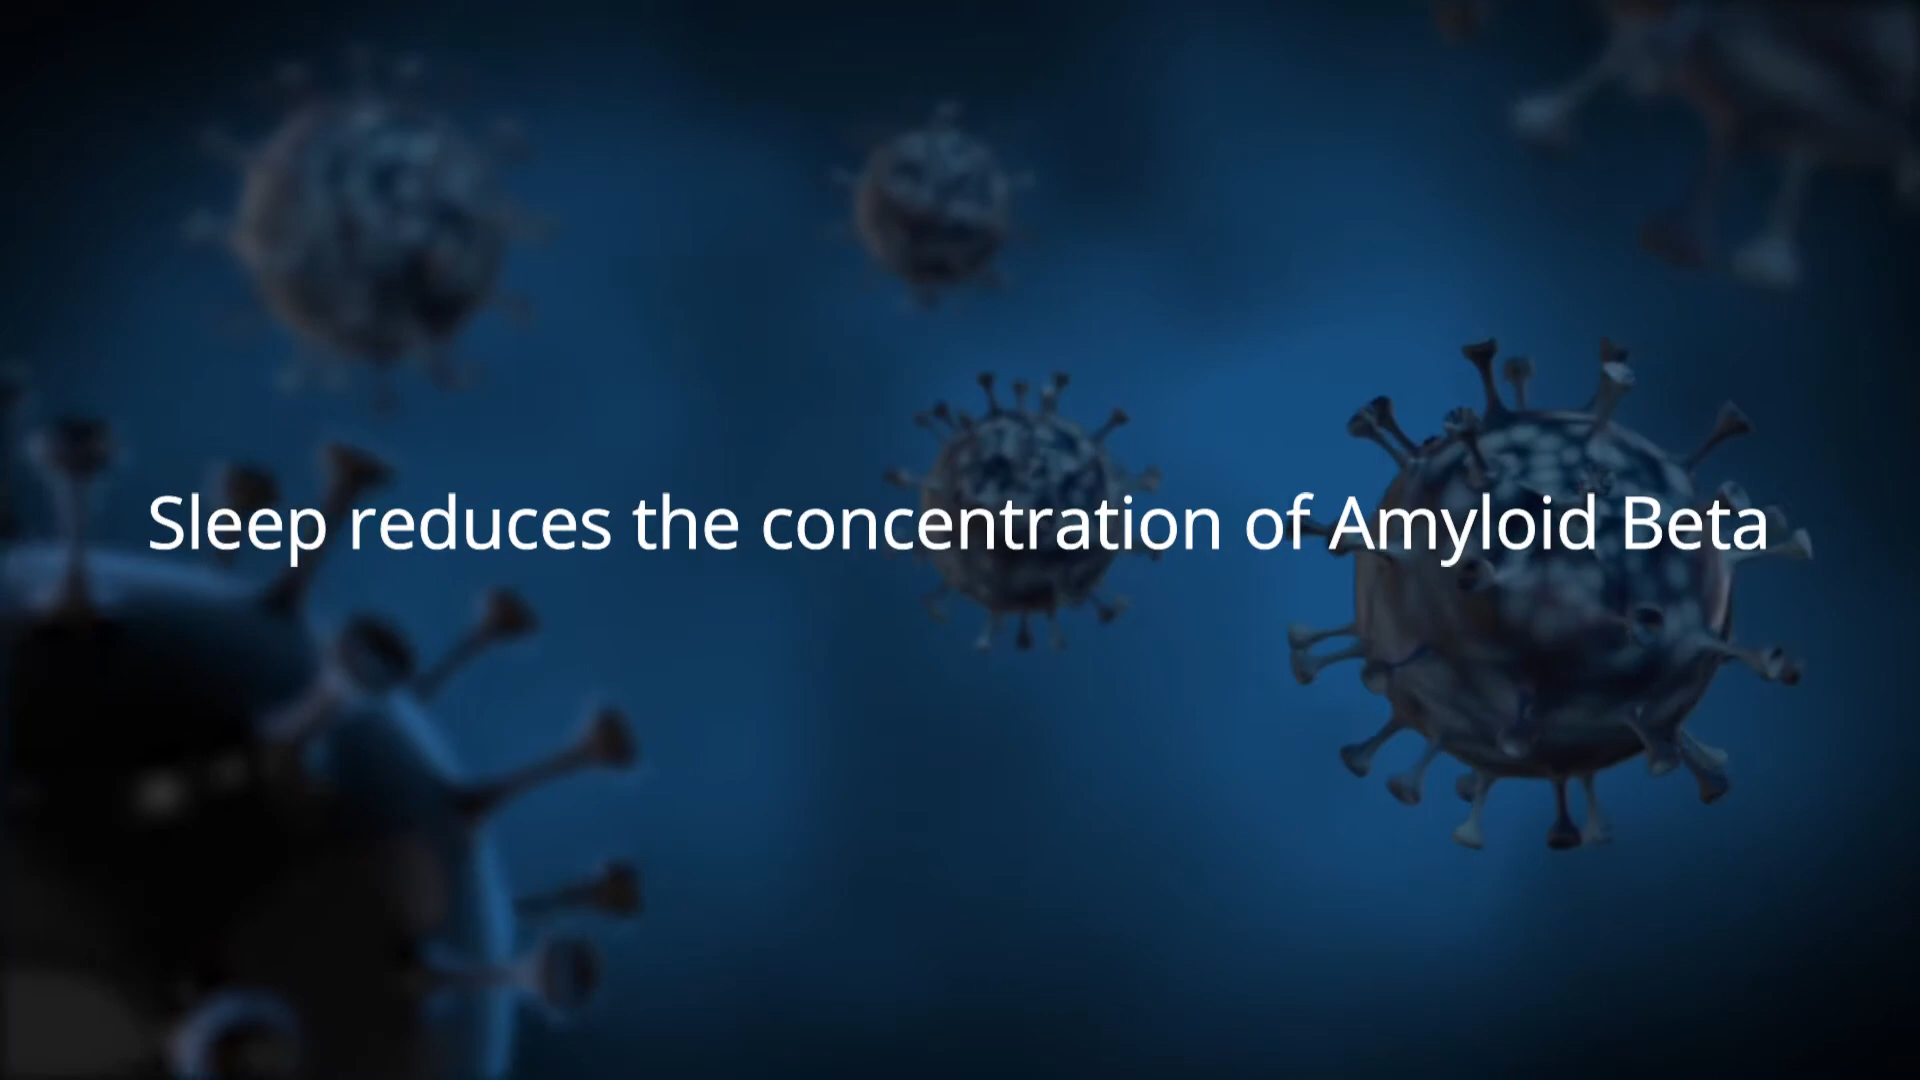 Sleep reduces the concentration of Amyloid Beta